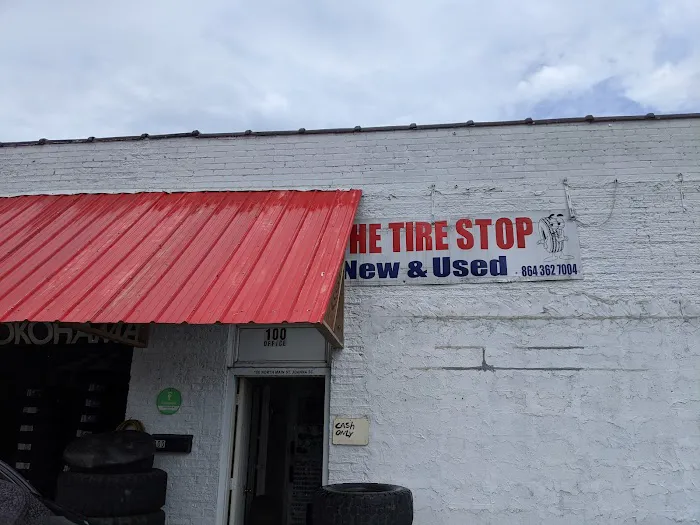 HE TIRE STOP
New & Used
864 362 7004
OKOHAMA
100
OFFICE
CASH
ONLY